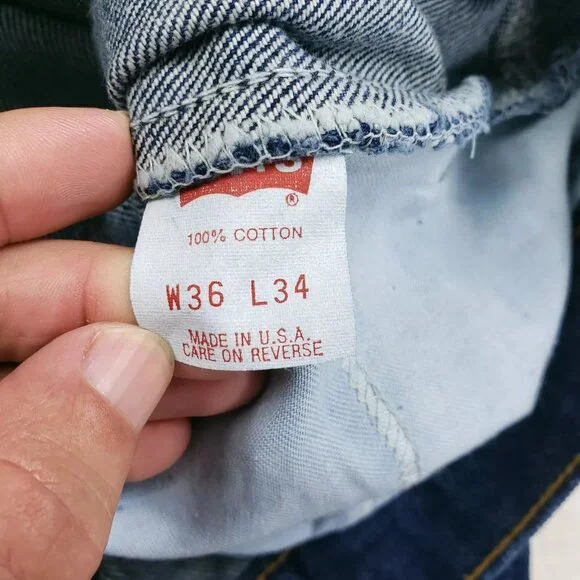 ®
100% COTTON
W36 L34
MADE IN U.S.A.
CARE ON REVERSE